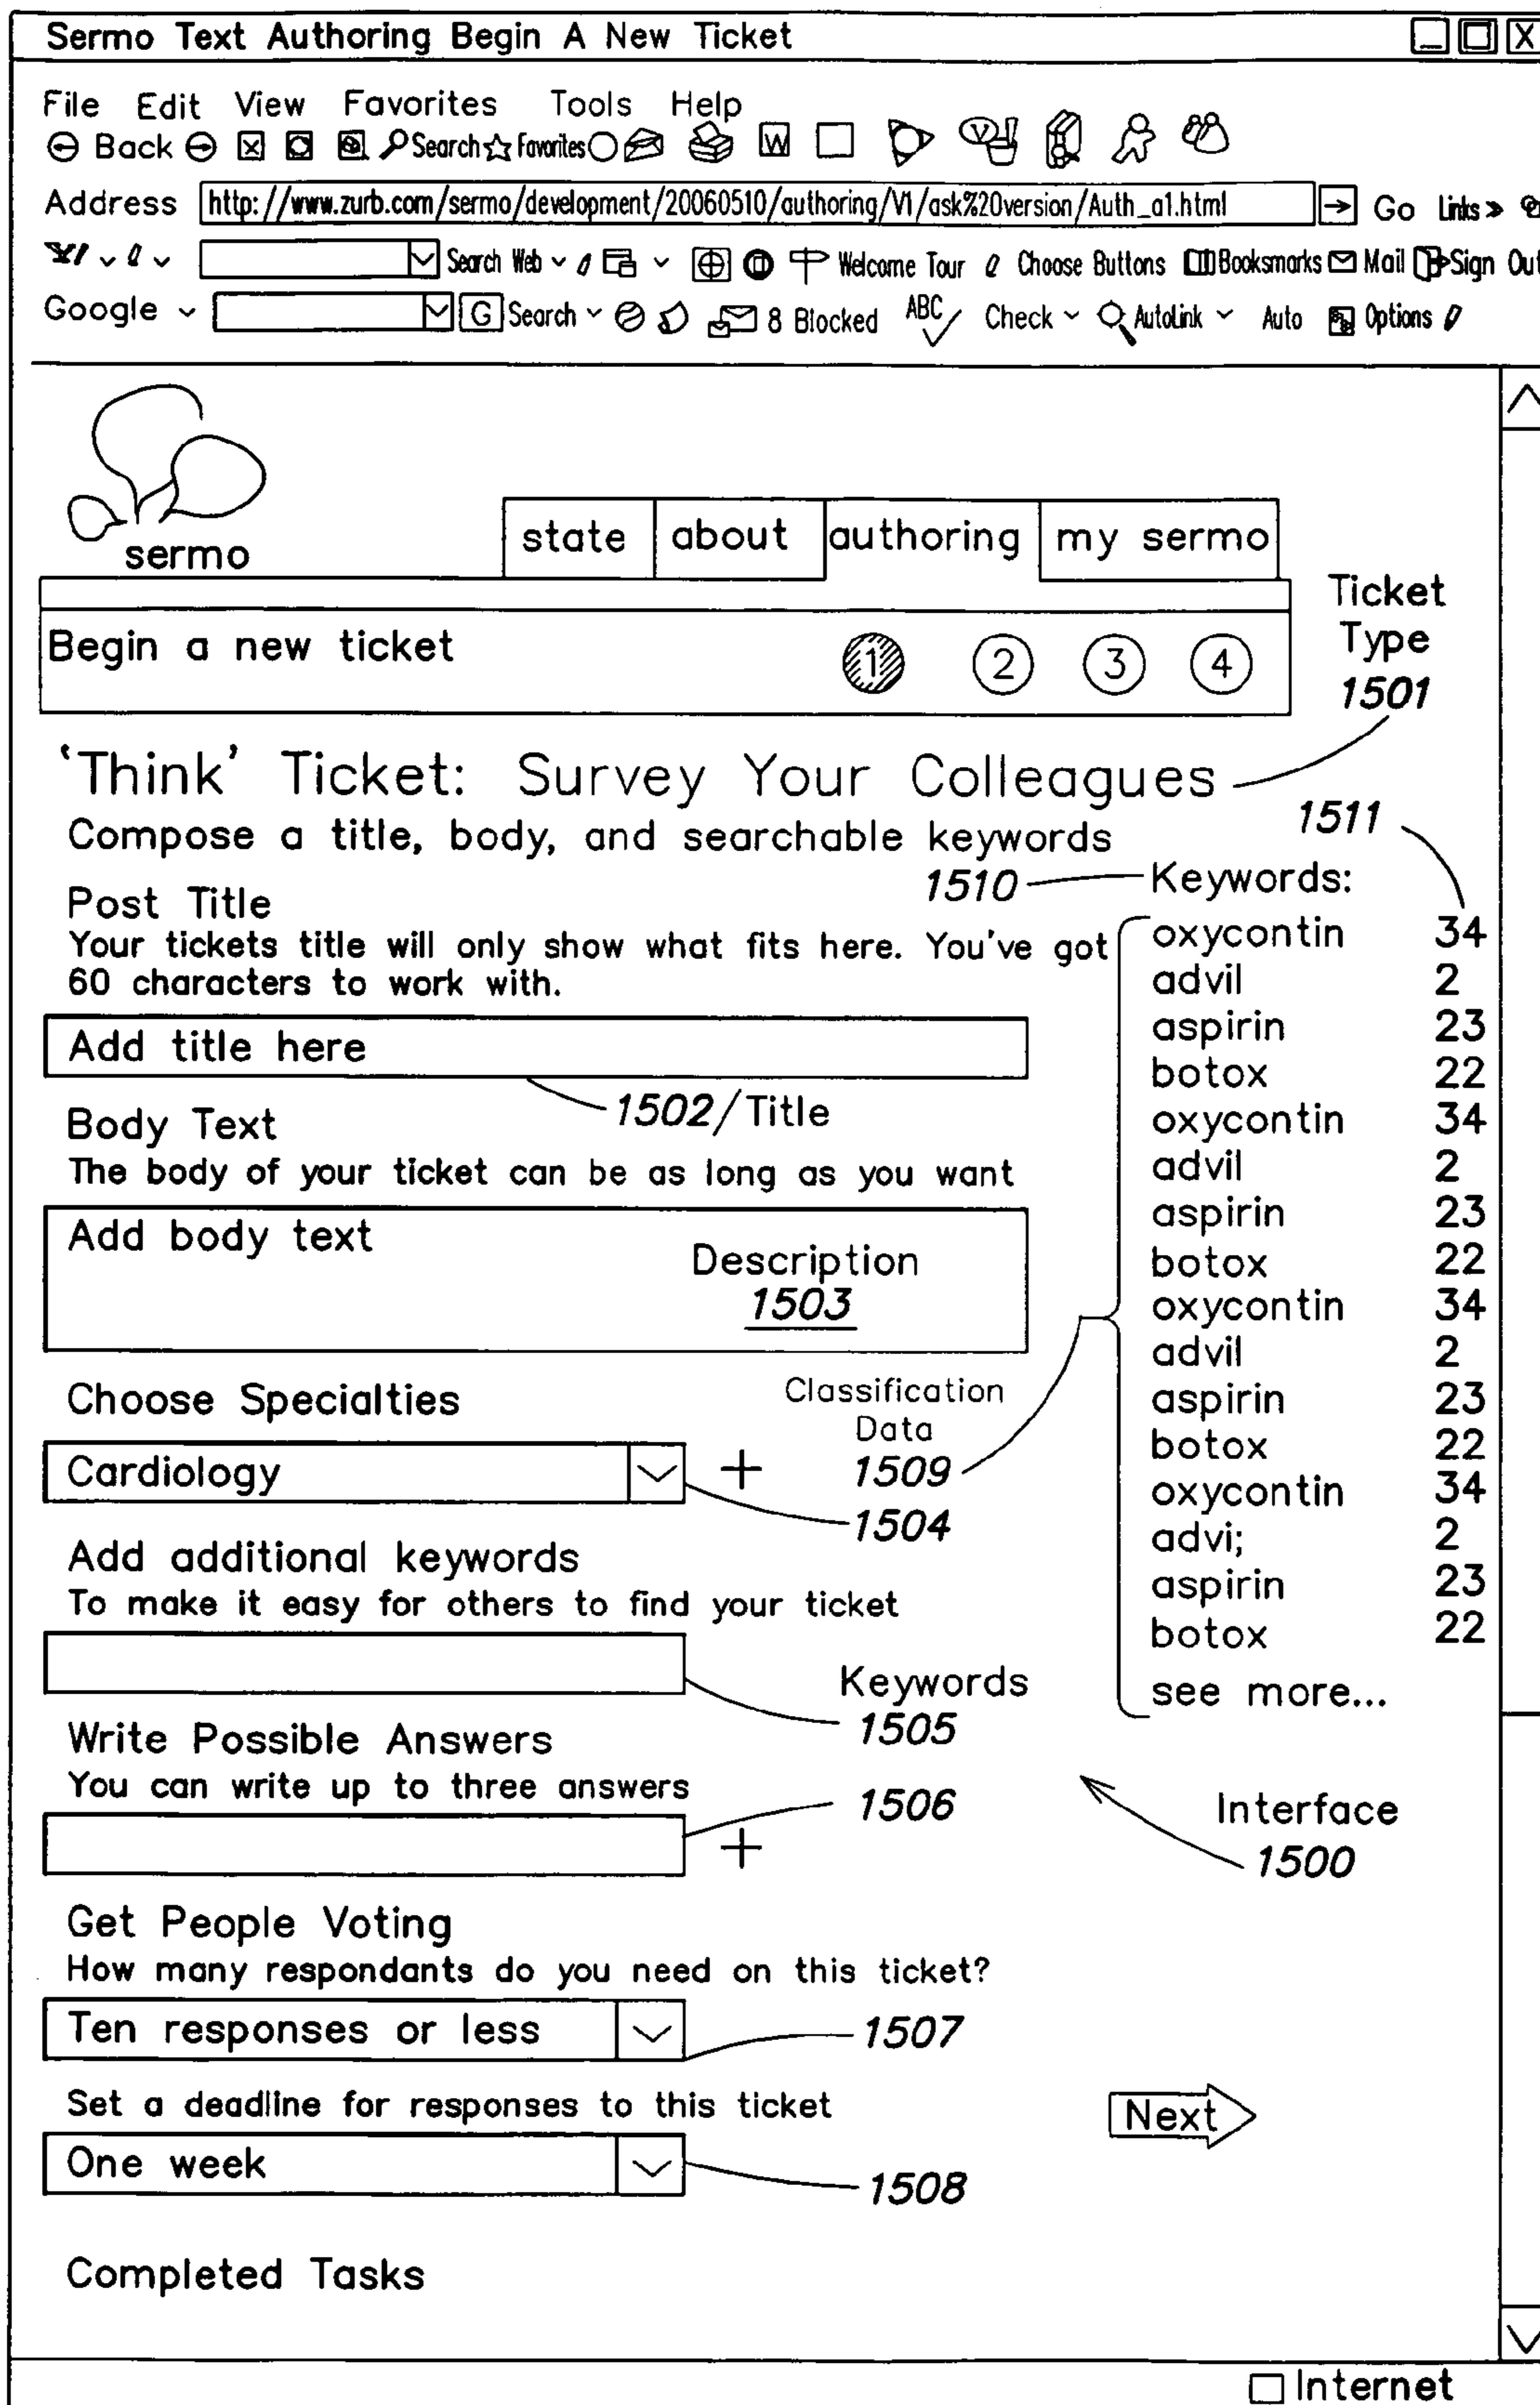 Sermo Text Authoring Begin A New Ticket
File Edit View Favorites Tools Help
Back Search Favorites W
Address http://www.zurb.com/sermo/development/20060510/authoring/V1/ask%20version/Auth_a1.html Go Links »
Search Web Welcome Tour Choose Buttons Booksmarks Mail Sign Out
Google G Search 8 Blocked ABC Check AutoLink Auto Options
sermo
state about authoring my sermo
Begin a new ticket 1 2 3 4
Ticket
Type
1501
'Think' Ticket: Survey Your Colleagues
Compose a title, body, and searchable keywords
1511
1510 Keywords:
Post Title
Your tickets title will only show what fits here. You've got
60 characters to work with.
Add title here
1502/Title
Body Text
The body of your ticket can be as long as you want
Add body text
Description
1503
Choose Specialties
Classification
Data
1509
Cardiology +
1504
Add additional keywords
To make it easy for others to find your ticket
Keywords
1505
Write Possible Answers
You can write up to three answers
1506
+
Get People Voting
How many respondants do you need on this ticket?
Ten responses or less
1507
Set a deadline for responses to this ticket
One week
1508
Completed Tasks
oxycontin 34
advil 2
aspirin 23
botox 22
oxycontin 34
advil 2
aspirin 23
botox 22
oxycontin 34
advil 2
aspirin 23
botox 22
oxycontin 34
advi; 2
aspirin 23
botox 22
see more...
Interface
1500
Next
Internet